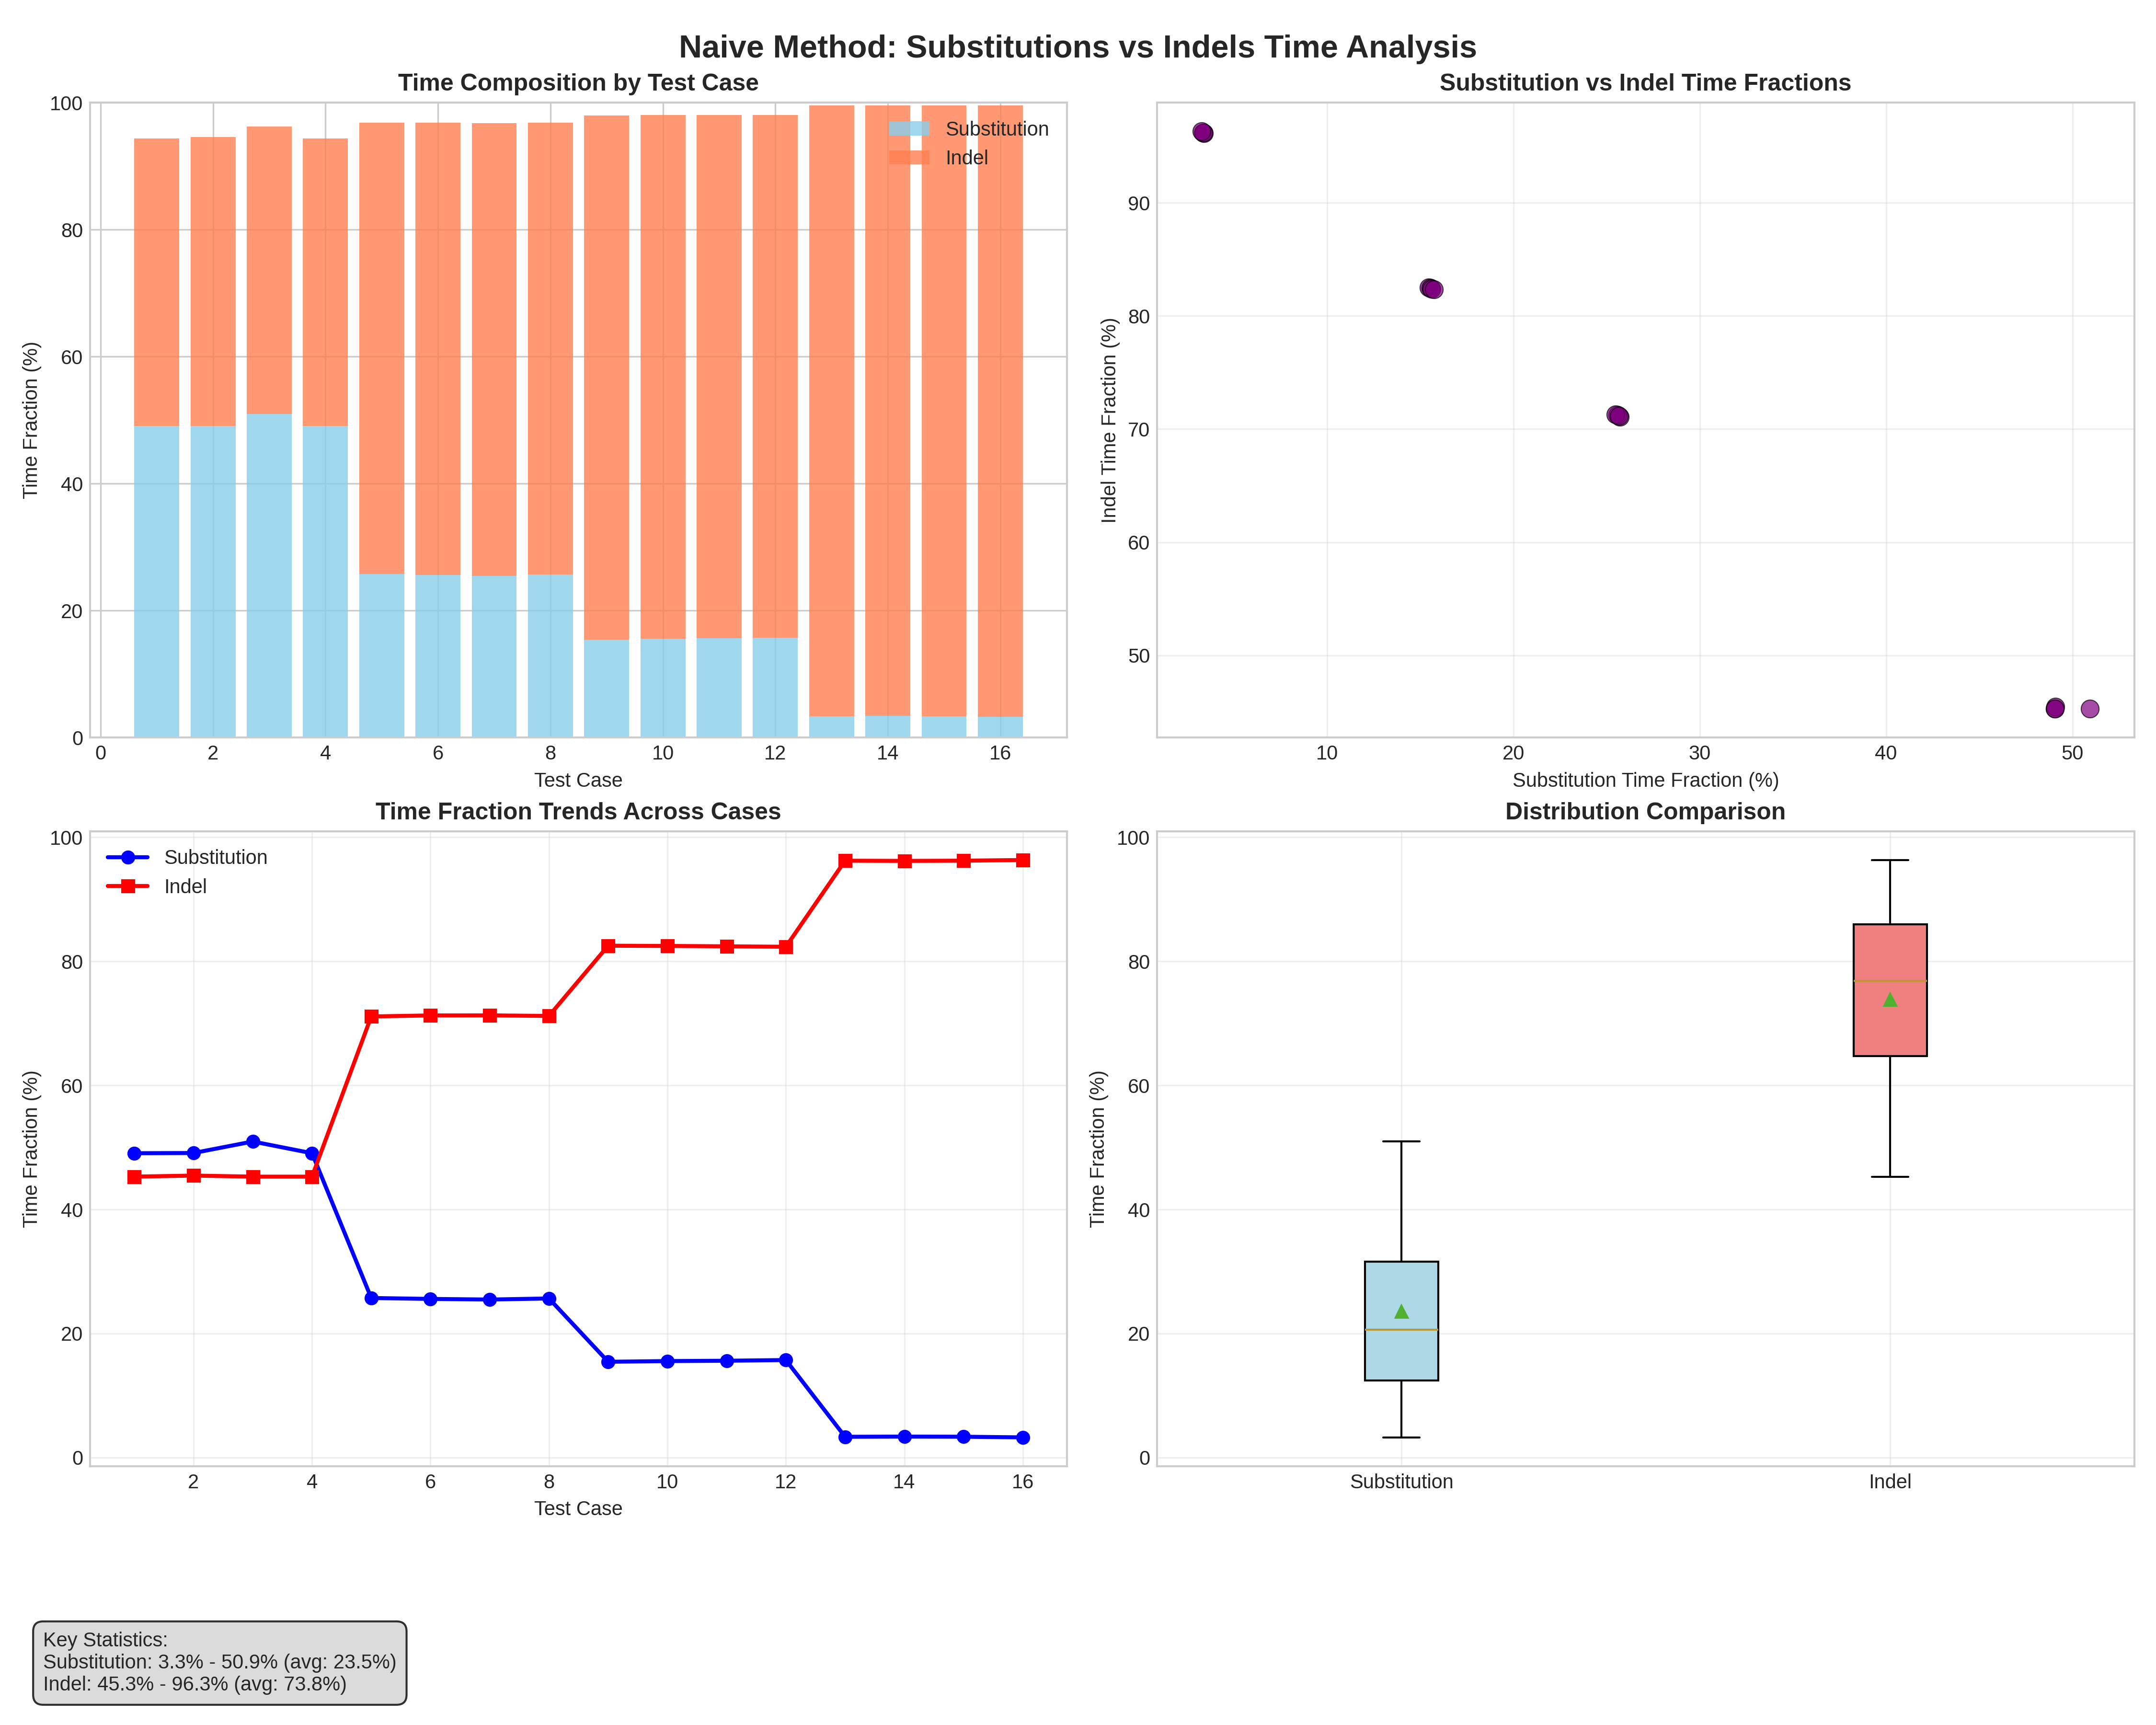 Naive Method: Substitutions vs Indels Time Analysis
Time Composition by Test Case
100
80
60
40
20
0
Time Fraction (%)
Substitution
Indel
0 2 4 6 8 10 12 14 16
Test Case
Substitution vs Indel Time Fractions
90
80
70
60
50
Indel Time Fraction (%)
10 20 30 40 50
Substitution Time Fraction (%)
Time Fraction Trends Across Cases
100
80
60
40
20
0
Time Fraction (%)
Substitution
Indel
2 4 6 8 10 12 14 16
Test Case
Distribution Comparison
100
80
60
40
20
0
Time Fraction (%)
Substitution Indel
Key Statistics:
Substitution: 3.3% - 50.9% (avg: 23.5%)
Indel: 45.3% - 96.3% (avg: 73.8%)